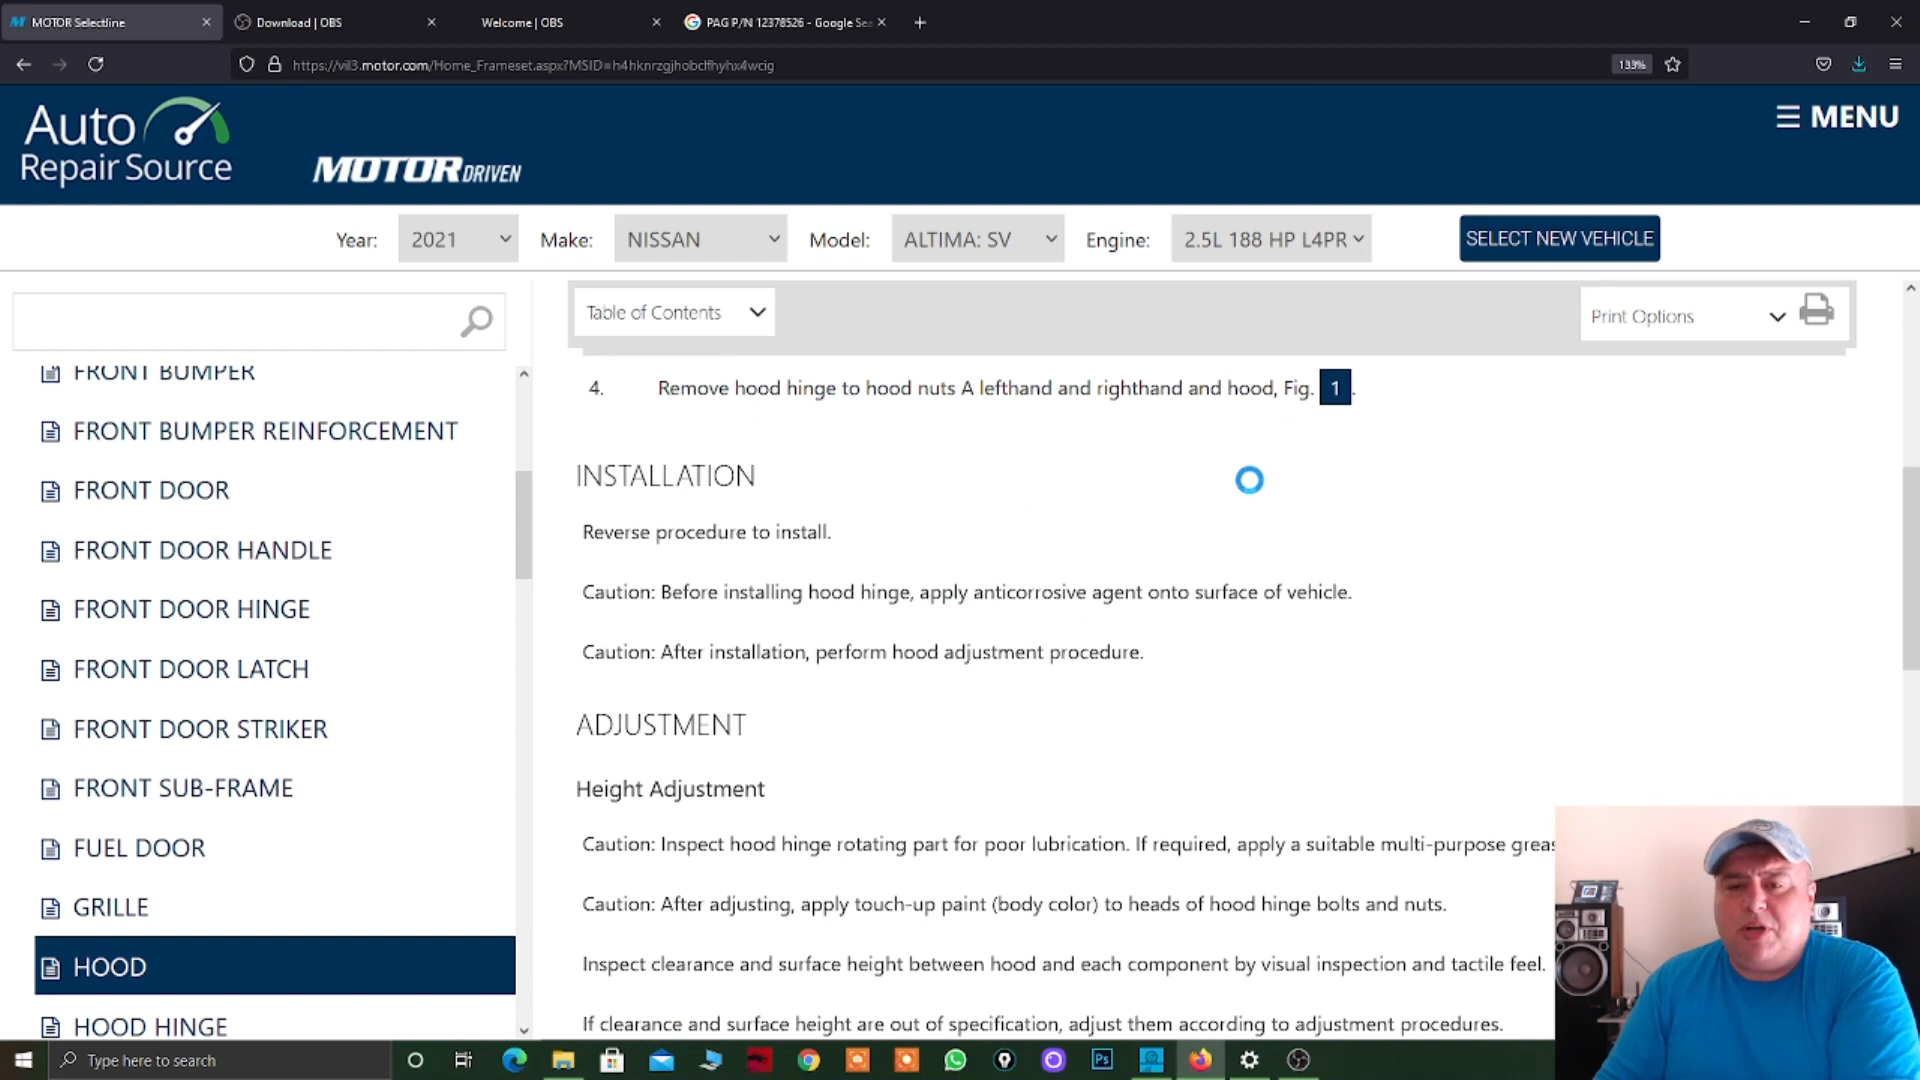 MOTOR Selectline
Download | OBS
Welcome | OBS
PAG P/N 12378526 - Google Sea
https://vil3.motor.com/Home_Frameset.aspx?MSID=h4hknrzgjhobclfihyhx4wcig
133%
Auto
Repair Source
MOTOR DRIVEN
MENU
Year: 2021 Make: NISSAN Model: ALTIMA: SV Engine: 2.5L 188 HP L4PR SELECT NEW VEHICLE
Table of Contents
Print Options
FRONT BUMPER
FRONT BUMPER REINFORCEMENT
FRONT DOOR
FRONT DOOR HANDLE
FRONT DOOR HINGE
FRONT DOOR LATCH
FRONT DOOR STRIKER
FRONT SUB-FRAME
FUEL DOOR
GRILLE
HOOD
HOOD HINGE
4. Remove hood hinge to hood nuts A lefthand and righthand and hood, Fig. 1 .
INSTALLATION
Reverse procedure to install.
Caution: Before installing hood hinge, apply anticorrosive agent onto surface of vehicle.
Caution: After installation, perform hood adjustment procedure.
ADJUSTMENT
Height Adjustment
Caution: Inspect hood hinge rotating part for poor lubrication. If required, apply a suitable multi-purpose greas
Caution: After adjusting, apply touch-up paint (body color) to heads of hood hinge bolts and nuts.
Inspect clearance and surface height between hood and each component by visual inspection and tactile feel.
If clearance and surface height are out of specification, adjust them according to adjustment procedures.
Type here to search
Ps